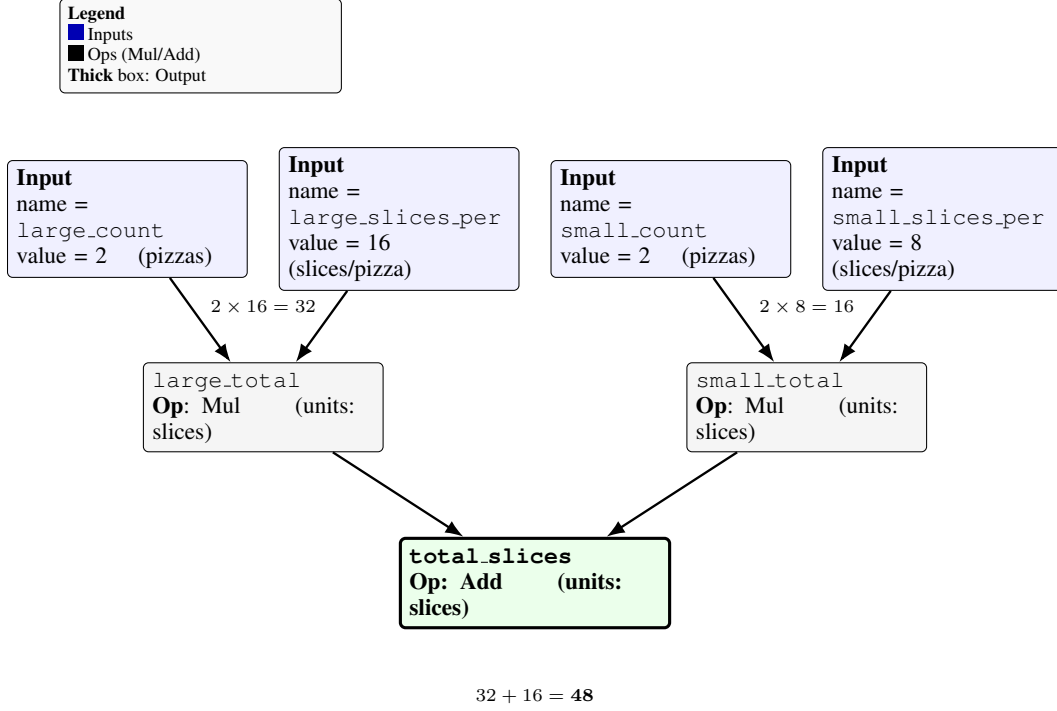 Legend
Inputs
Ops (Mul/Add)
Thick box: Output
Input
name =
large_count
value = 2 (pizzas)
Input
name =
large_slices_per
value = 16
(slices/pizza)
Input
name =
small_count
value = 2 (pizzas)
Input
name =
small_slices_per
value = 8
(slices/pizza)
2 × 16 = 32
2 × 8 = 16
large_total
Op: Mul (units:
slices)
small_total
Op: Mul (units:
slices)
total_slices
Op: Add (units:
slices)
32 + 16 = 48